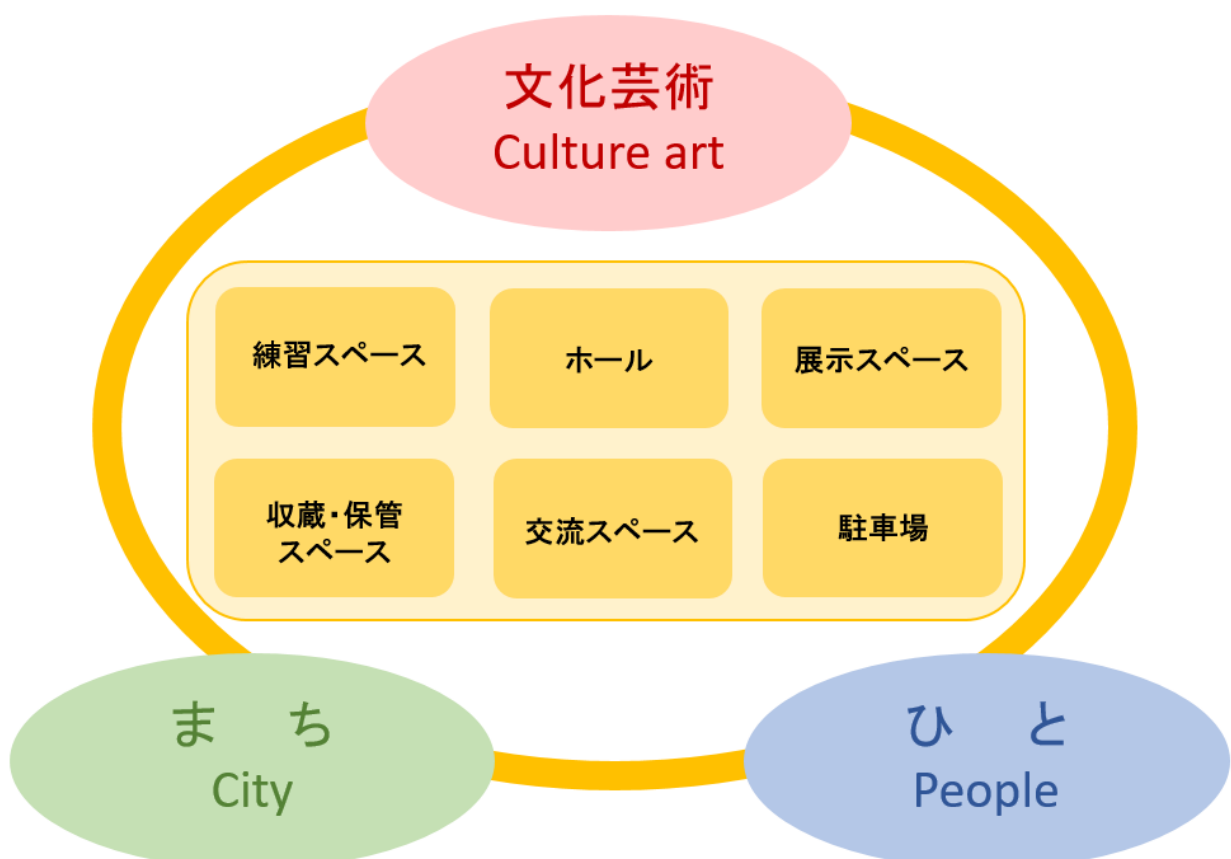 文化芸術
Culture art
練習スペース
ホール
展示スペース
収蔵・保管
スペース
交流スペース
駐車場
まち
City
ひと
People